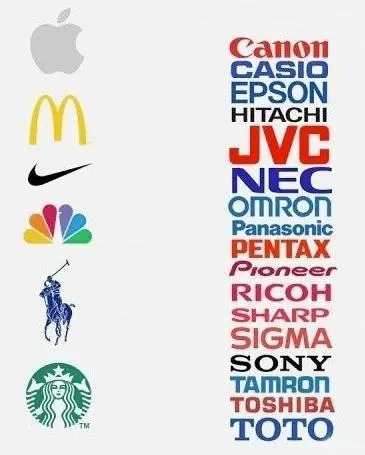 Canon
CASIO
EPSON
HITACHI
JVC
NEC
OMRON
Panasonic
PENTAX
Pioneer
RICOH
SHARP
SIGMA
SONY
TAMRON
TOSHIBA
TOTO
TM